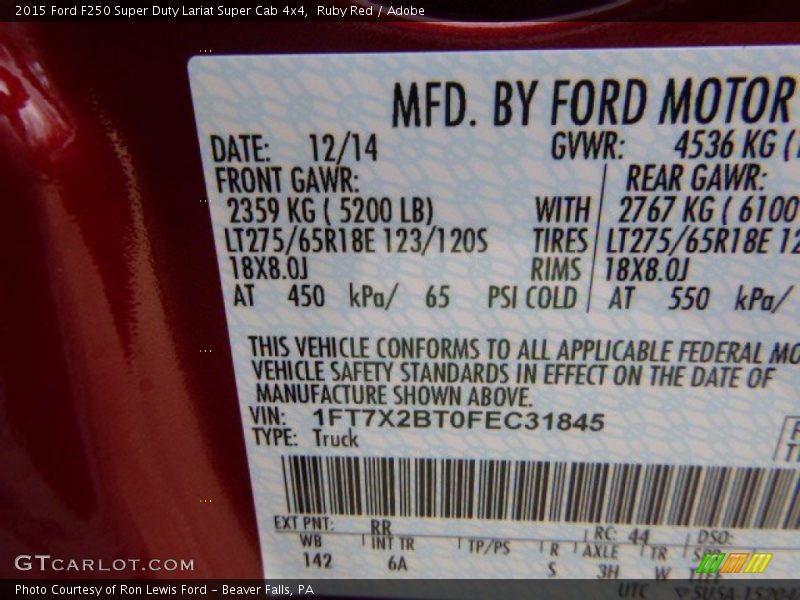 2015 Ford F250 Super Duty Lariat Super Cab 4x4, Ruby Red / Adobe
MFD. BY FORD MOTOR
DATE: 12/14 GVWR: 4536 KG (
FRONT GAWR: REAR GAWR:
2359 KG ( 5200 LB) WITH 2767 KG ( 6100
LT275/65R18E 123/120S TIRES LT275/65R18E 12
18X8.0J RIMS 18X8.0J
AT 450 kPa/ 65 PSI COLD AT 550 kPa/
THIS VEHICLE CONFORMS TO ALL APPLICABLE FEDERAL MO
VEHICLE SAFETY STANDARDS IN EFFECT ON THE DATE OF
MANUFACTURE SHOWN ABOVE.
VIN: 1FT7X2BT0FEC31845
TYPE: Truck
EXT PNT: RR RC: 44 DSO:
WB INT TR TP/PS R AXLE TR SPR
142 6A S 3H W
UTC
GTCARLOT.COM
Photo Courtesy of Ron Lewis Ford - Beaver Falls, PA